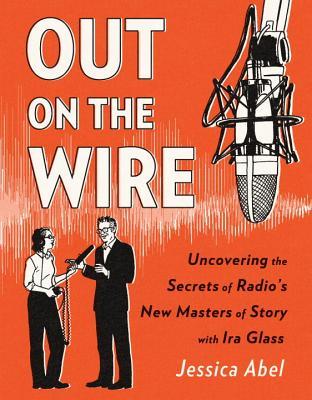 OUT
ON THE
WIRE
Uncovering the
Secrets of Radio's
New Masters of Story
with Ira Glass
Jessica Abel